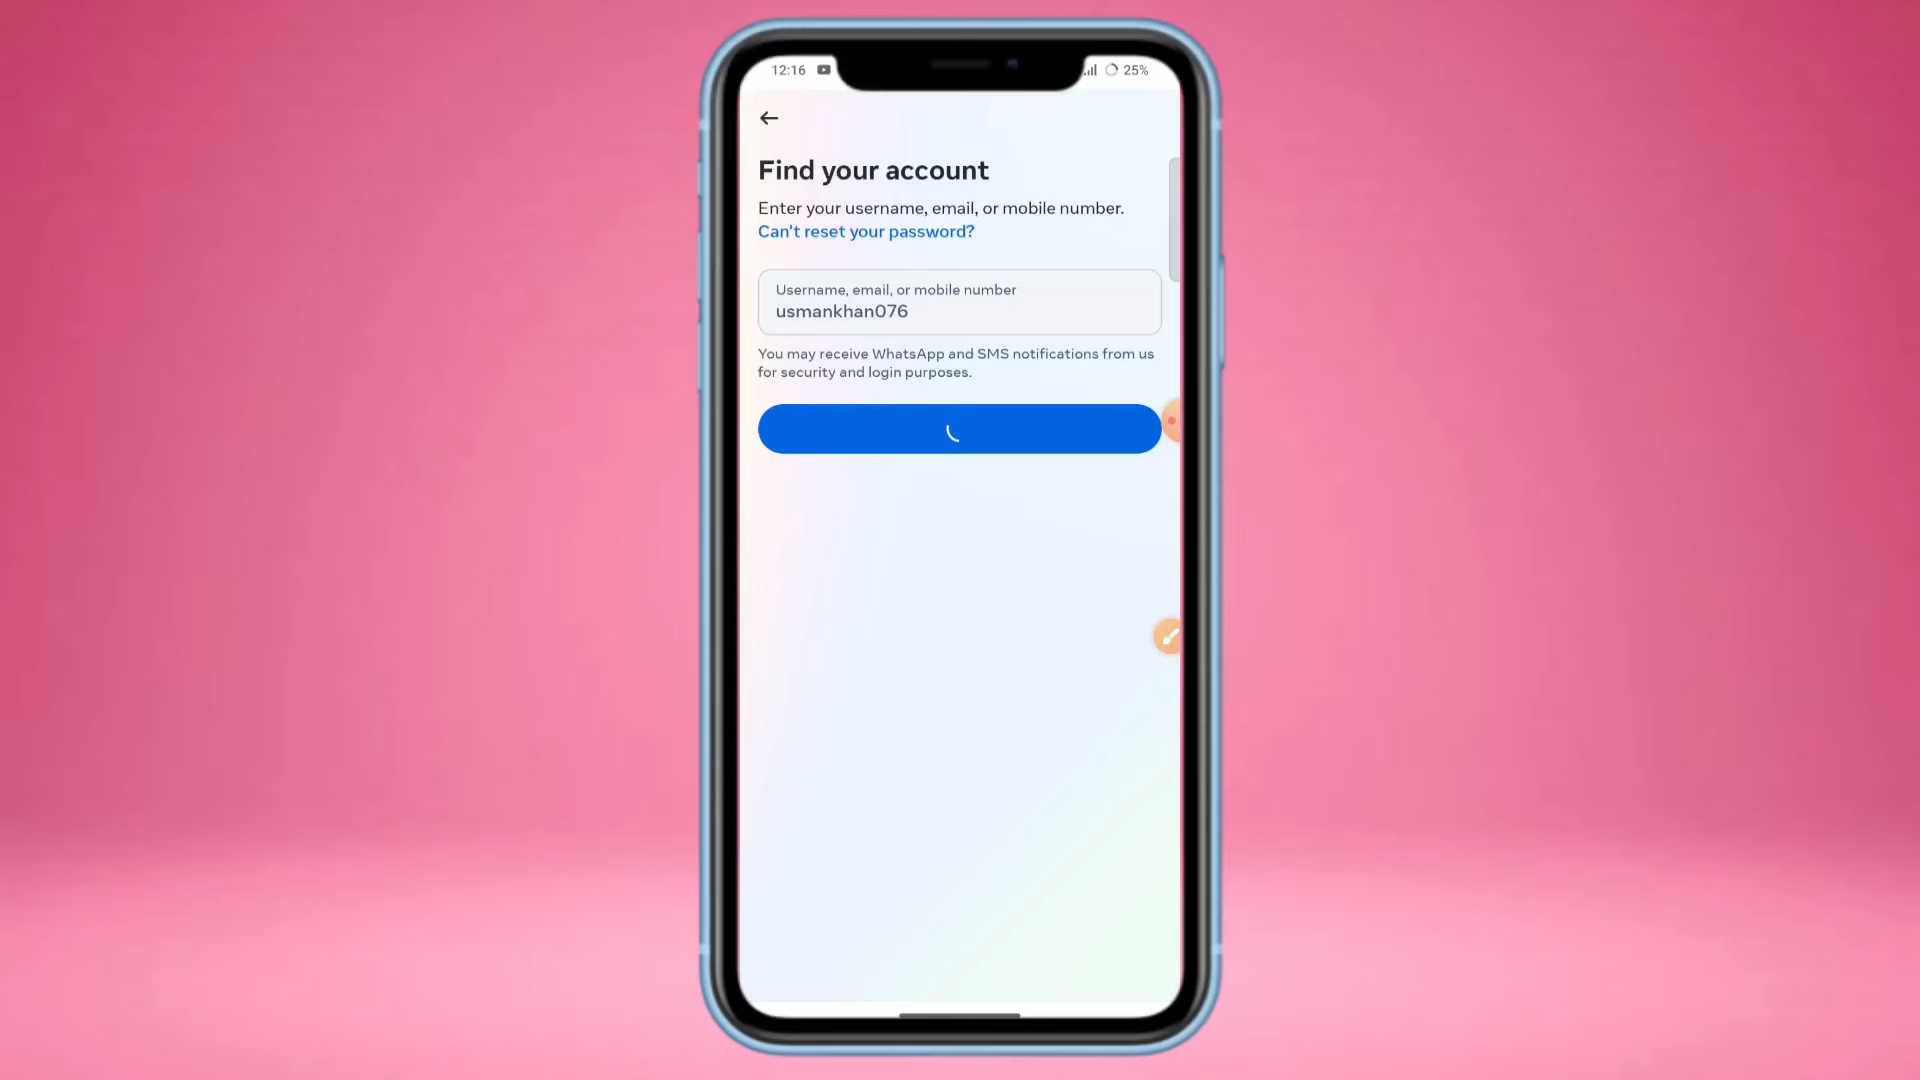 12:16
25%
Find your account
Enter your username, email, or mobile number.
Can't reset your password?
Username, email, or mobile number
usmankhan076
You may receive WhatsApp and SMS notifications from us
for security and login purposes.